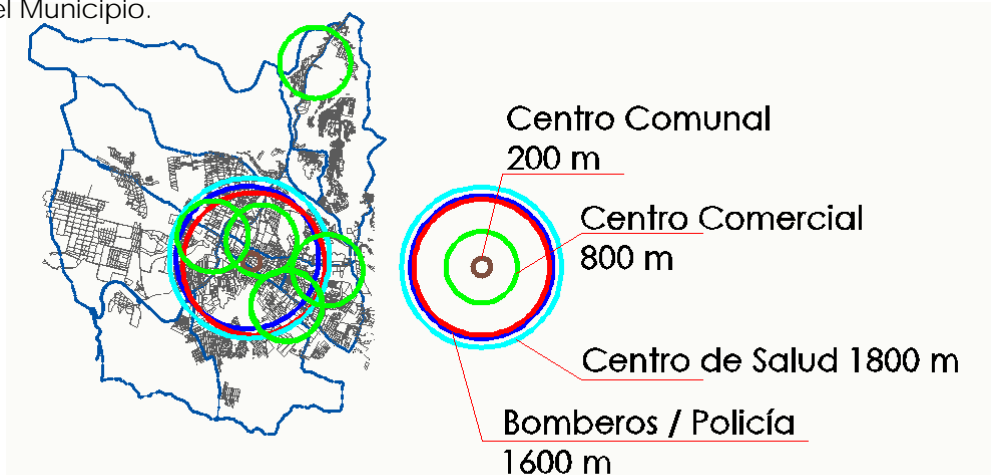 el Municipio.
Centro Comunal
200 m
Centro Comercial
800 m
Centro de Salud 1800 m
Bomberos / Policía
1600 m